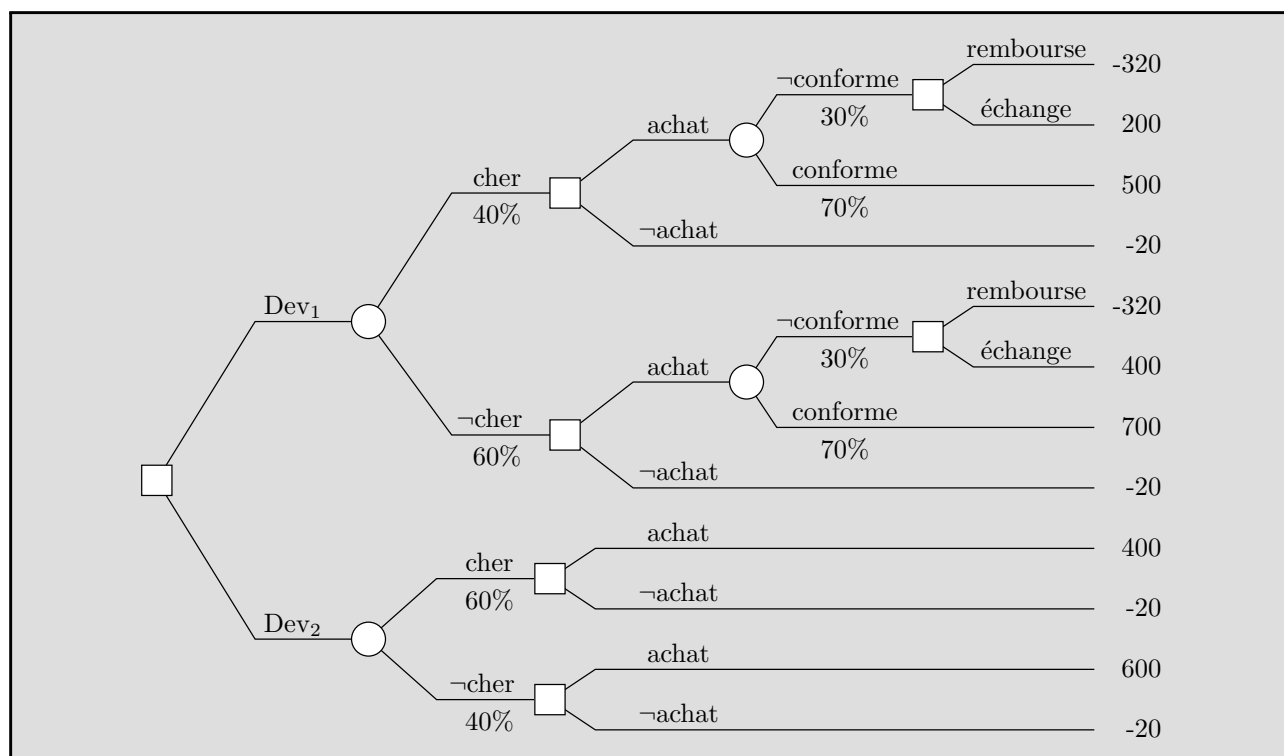 rembourse -320
¬conforme
30%
échange 200
achat
conforme 500
70%
cher
40%
¬achat -20
rembourse -320
Dev1
¬conforme
30%
échange 400
achat
conforme 700
70%
¬cher
60%
¬achat -20
achat 400
cher
60%
¬achat -20
Dev2
achat 600
¬cher
40%
¬achat -20